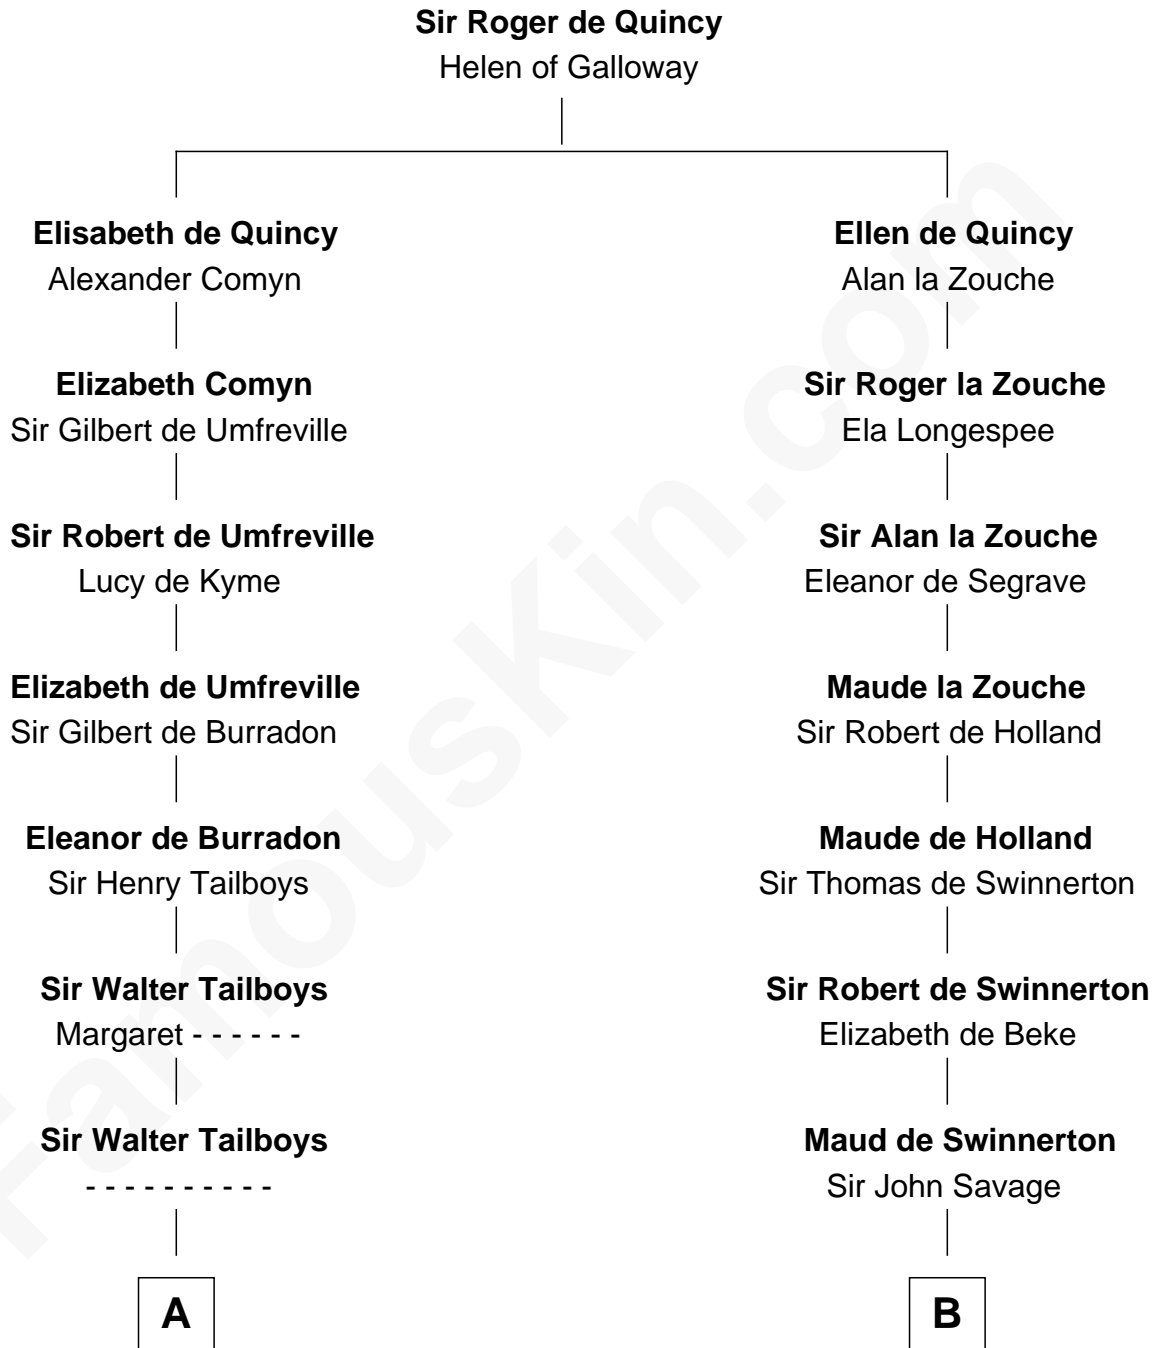 Sir Roger de Quincy
Helen of Galloway
Elisabeth de Quincy
Alexander Comyn
Ellen de Quincy
Alan la Zouche
Elizabeth Comyn
Sir Gilbert de Umfreville
Sir Roger la Zouche
Ela Longespee
Sir Robert de Umfreville
Lucy de Kyme
Sir Alan la Zouche
Eleanor de Segrave
Elizabeth de Umfreville
Sir Gilbert de Burradon
Maude la Zouche
Sir Robert de Holland
Eleanor de Burradon
Sir Henry Tailboys
Maude de Holland
Sir Thomas de Swinnerton
Sir Walter Tailboys
Margaret - - - - - -
Sir Robert de Swinnerton
Elizabeth de Beke
Sir Walter Tailboys
- - - - - - - - - -
Maud de Swinnerton
Sir John Savage
A
B
FamousKin.com